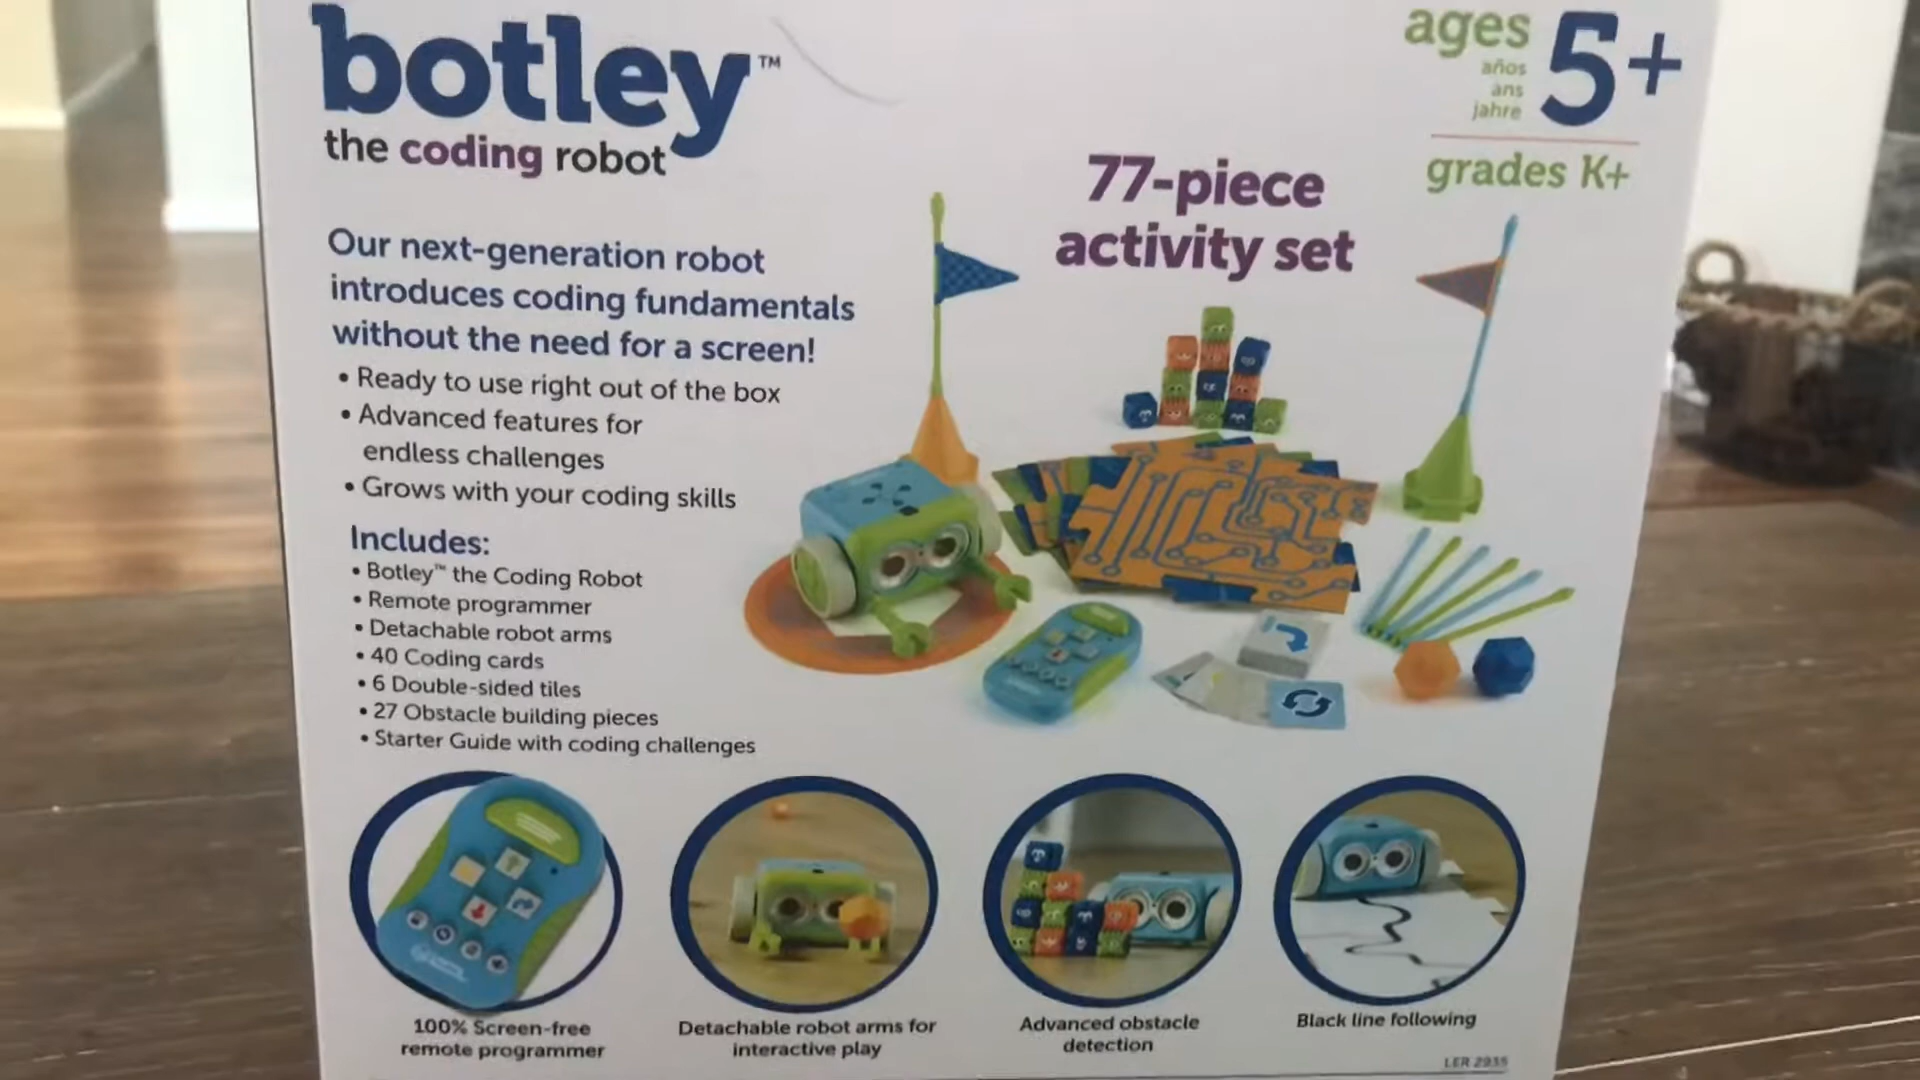 botley™
the coding robot
ages
años
ans
jahre
5+
grades K+
77-piece
activity set
Our next-generation robot
introduces coding fundamentals
without the need for a screen!
• Ready to use right out of the box
• Advanced features for
endless challenges
• Grows with your coding skills
Includes:
• Botley™ the Coding Robot
• Remote programmer
• Detachable robot arms
• 40 Coding cards
• 6 Double-sided tiles
• 27 Obstacle building pieces
• Starter Guide with coding challenges
100% Screen-free
remote programmer
Detachable robot arms for
interactive play
Advanced obstacle
detection
Black line following
LER 2935